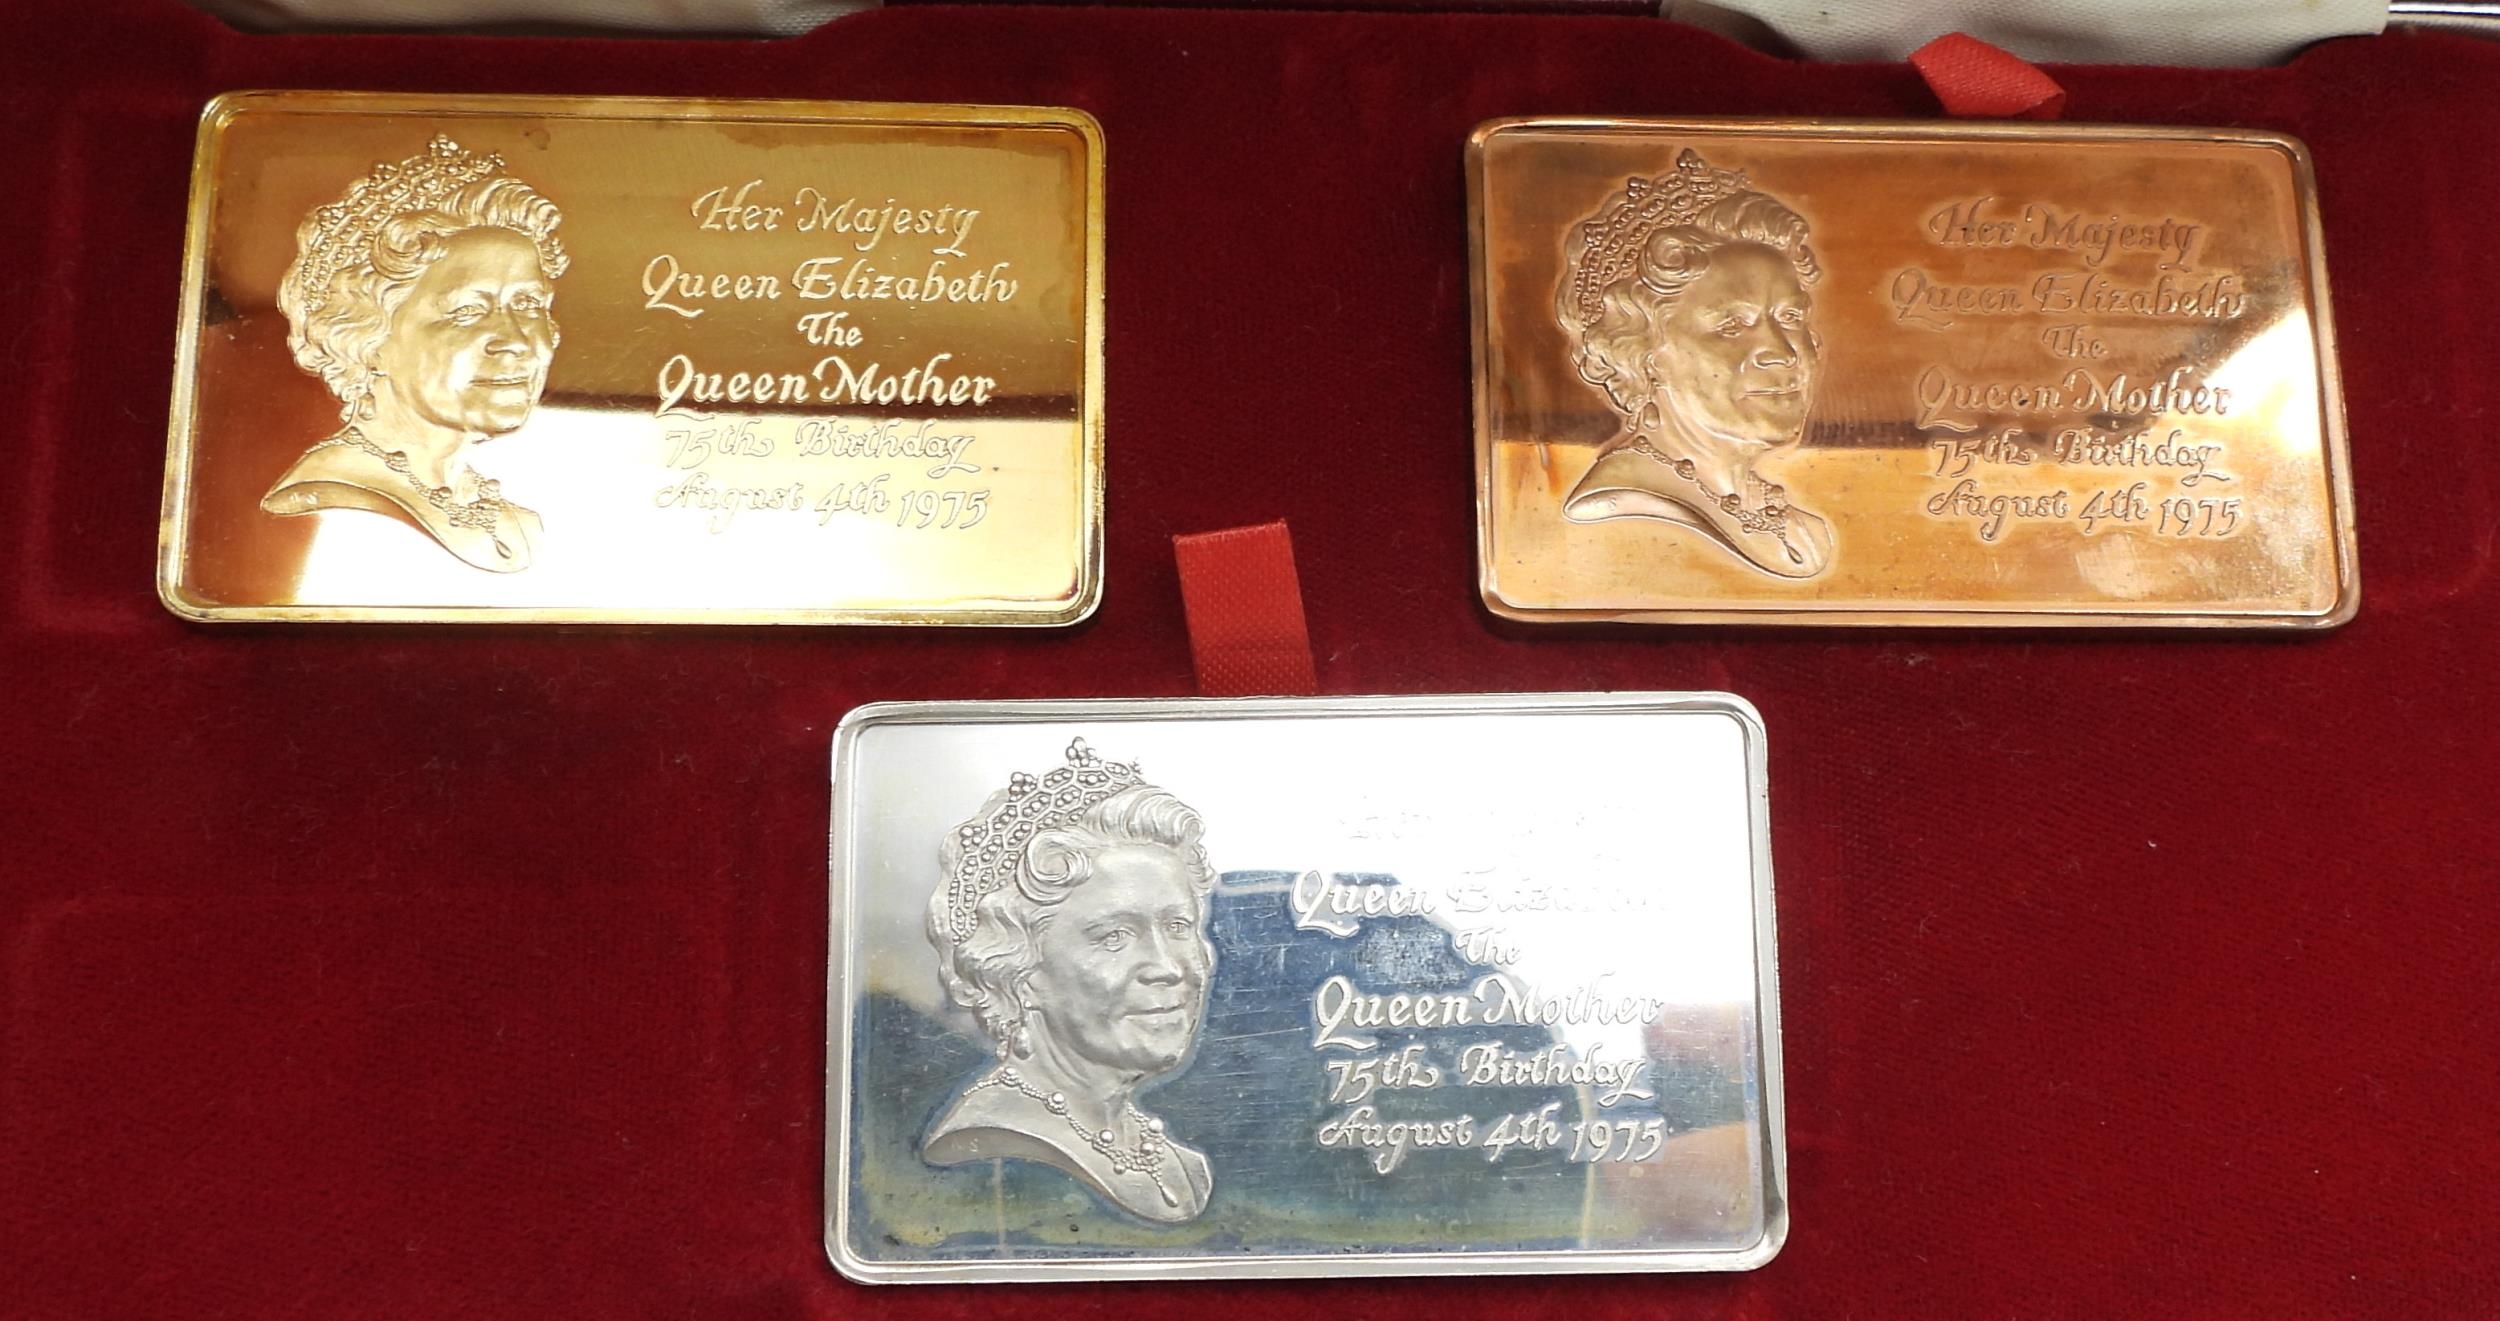 Her Majesty
Queen Elizabeth
The
Queen Mother
75th Birthday
August 4th 1975
Her Majesty
Queen Elizabeth
The
Queen Mother
75th Birthday
August 4th 1975
Queen Elizabeth
The
Queen Mother
75th Birthday
August 4th 1975